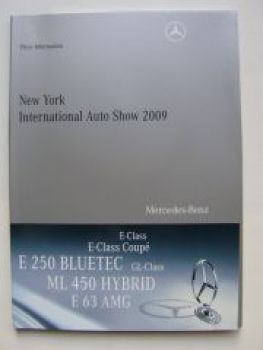 Press Information
New York
International Auto Show 2009
Mercedes-Benz
E-Class
E-Class Coupé
E 250 BLUETEC GL-Class
ML 450 HYBRID
E 63 AMG